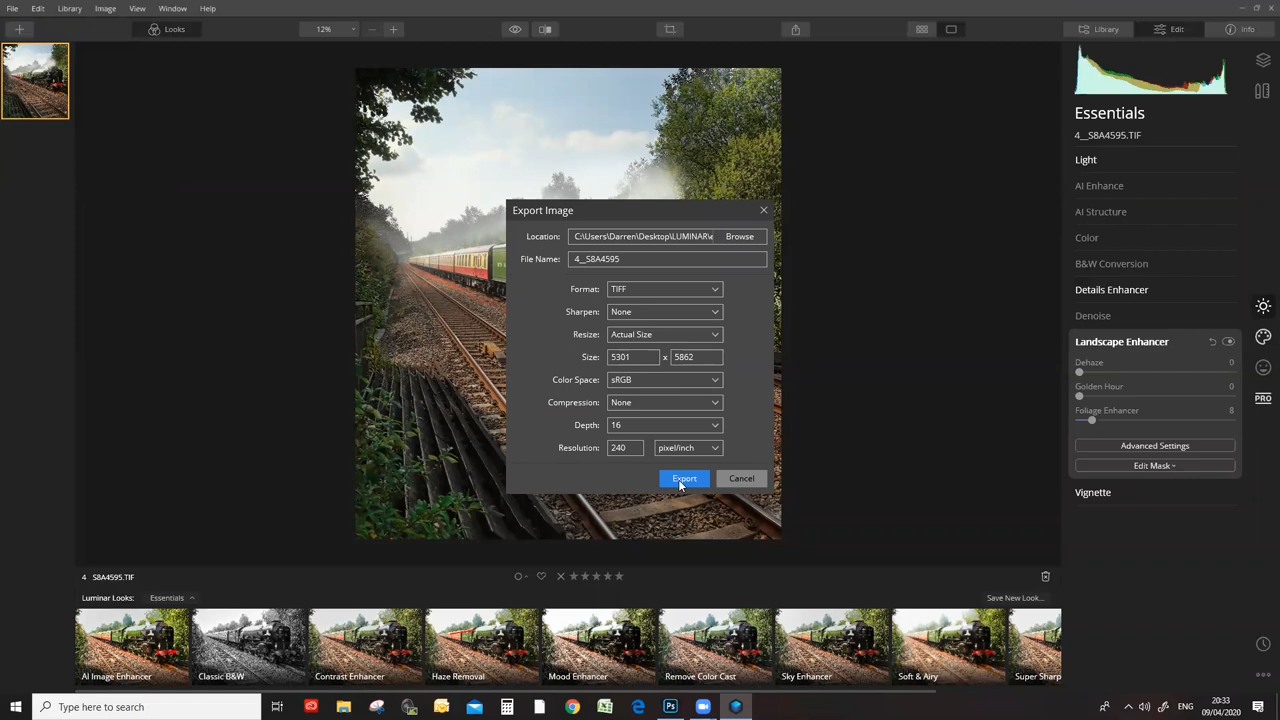 File Edit Library Image View Window Help
Looks 12% Library Edit Info
Essentials
4__S8A4595.TIF
Light
AI Enhance
AI Structure
Color
B&W Conversion
Details Enhancer
Denoise
Landscape Enhancer
Dehaze 0
Golden Hour 0
Foliage Enhancer 8
Advanced Settings
Edit Mask
Vignette
Export Image
Location: C:\Users\Darren\Desktop\LUMINAR\e Browse
File Name: 4__S8A4595
Format: TIFF
Sharpen: None
Resize: Actual Size
Size: 5301 x 5862
Color Space: sRGB
Compression: None
Depth: 16
Resolution: 240 pixel/inch
Export Cancel
4 S8A4595.TIF
Luminar Looks: Essentials Save New Look...
AI Image Enhancer Classic B&W Contrast Enhancer Haze Removal Mood Enhancer Remove Color Cast Sky Enhancer Soft & Airy Super Sharp
PRO
Type here to search
Ps
ENG
20:33
09/04/2020